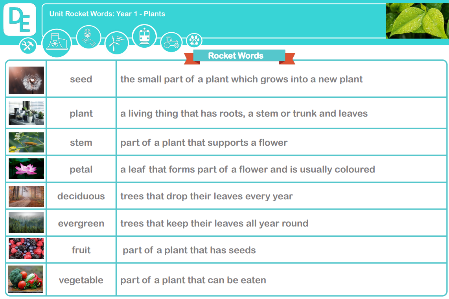 DE
Unit Rocket Words: Year 1 - Plants
Rocket Words
seed the small part of a plant which grows into a new plant
plant a living thing that has roots, a stem or trunk and leaves
stem part of a plant that supports a flower
petal a leaf that forms part of a flower and is usually coloured
deciduous trees that drop their leaves every year
evergreen trees that keep their leaves all year round
fruit part of a plant that has seeds
vegetable part of a plant that can be eaten